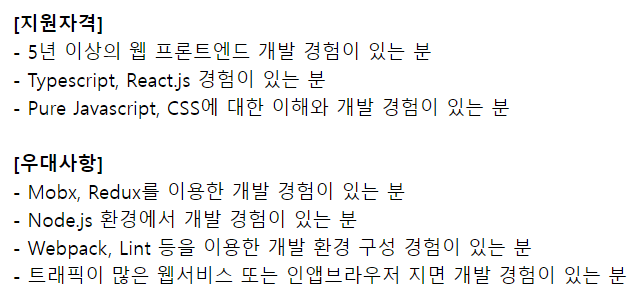 [지원자격]
- 5년 이상의 웹 프론트엔드 개발 경험이 있는 분
- Typescript, React.js 경험이 있는 분
- Pure Javascript, CSS에 대한 이해와 개발 경험이 있는 분
[우대사항]
- Mobx, Redux를 이용한 개발 경험이 있는 분
- Node.js 환경에서 개발 경험이 있는 분
- Webpack, Lint 등을 이용한 개발 환경 구성 경험이 있는 분
- 트래픽이 많은 웹서비스 또는 인앱브라우저 지면 개발 경험이 있는 분